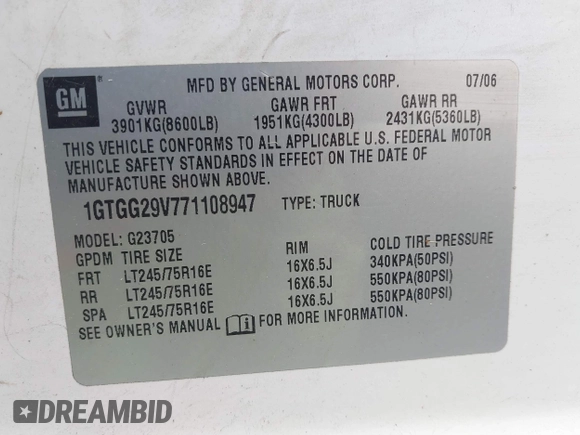 GM ® MFD BY GENERAL MOTORS CORP. 07/06
GVWR GAWR FRT GAWR RR
3901KG(8600LB) 1951KG(4300LB) 2431KG(5360LB)
THIS VEHICLE CONFORMS TO ALL APPLICABLE U.S. FEDERAL MOTOR
VEHICLE SAFETY STANDARDS IN EFFECT ON THE DATE OF
MANUFACTURE SHOWN ABOVE.
1GTGG29V771108947 TYPE: TRUCK
MODEL: G23705
GPDM TIRE SIZE RIM COLD TIRE PRESSURE
FRT LT245/75R16E 16X6.5J 340KPA(50PSI)
RR LT245/75R16E 16X6.5J 550KPA(80PSI)
SPA LT245/75R16E 16X6.5J 550KPA(80PSI)
SEE OWNER'S MANUAL FOR MORE INFORMATION.
DREAMBID